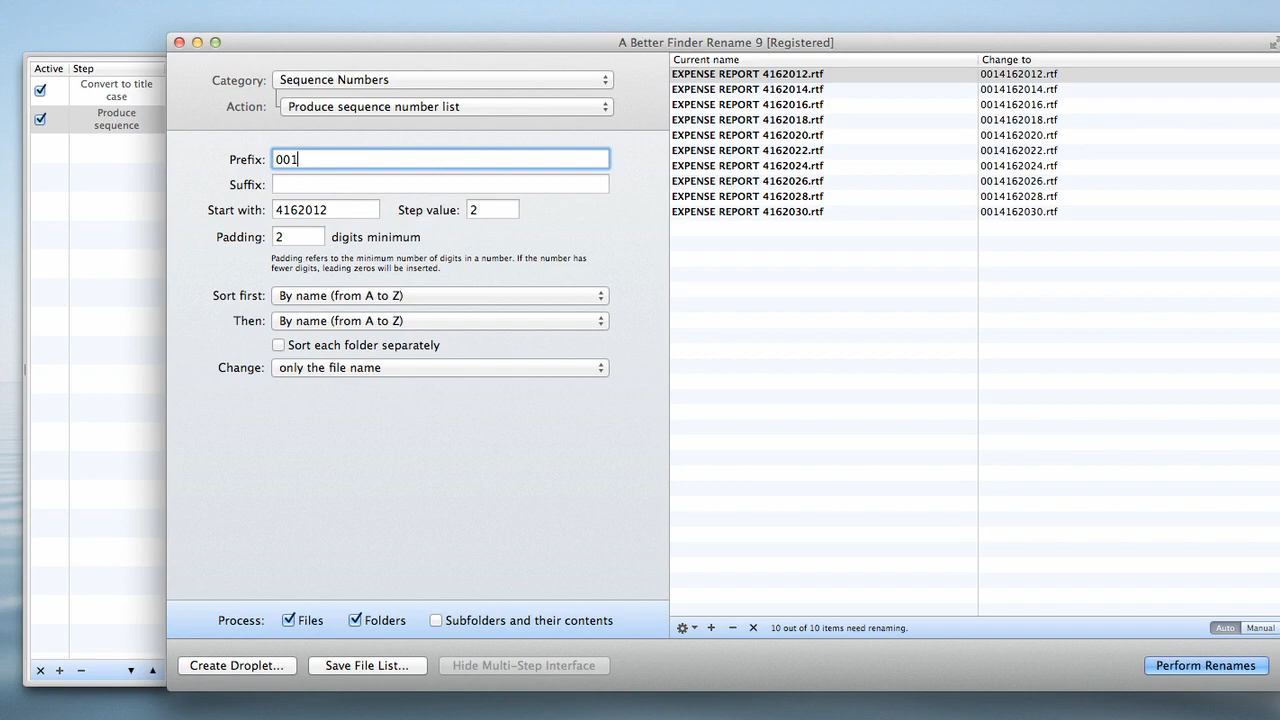 A Better Finder Rename 9 [Registered]
Active Step
Convert to title
case
Produce
sequence
Category: Sequence Numbers
Action: Produce sequence number list
Prefix: 001
Suffix:
Start with: 4162012 Step value: 2
Padding: 2 digits minimum
Padding refers to the minimum number of digits in a number. If the number has
fewer digits, leading zeros will be inserted.
Sort first: By name (from A to Z)
Then: By name (from A to Z)
Sort each folder separately
Change: only the file name
Process: Files Folders Subfolders and their contents
Create Droplet... Save File List... Hide Multi-Step Interface
Current name Change to
EXPENSE REPORT 4162012.rtf 0014162012.rtf
EXPENSE REPORT 4162014.rtf 0014162014.rtf
EXPENSE REPORT 4162016.rtf 0014162016.rtf
EXPENSE REPORT 4162018.rtf 0014162018.rtf
EXPENSE REPORT 4162020.rtf 0014162020.rtf
EXPENSE REPORT 4162022.rtf 0014162022.rtf
EXPENSE REPORT 4162024.rtf 0014162024.rtf
EXPENSE REPORT 4162026.rtf 0014162026.rtf
EXPENSE REPORT 4162028.rtf 0014162028.rtf
EXPENSE REPORT 4162030.rtf 0014162030.rtf
10 out of 10 items need renaming.
Auto Manual
Perform Renames